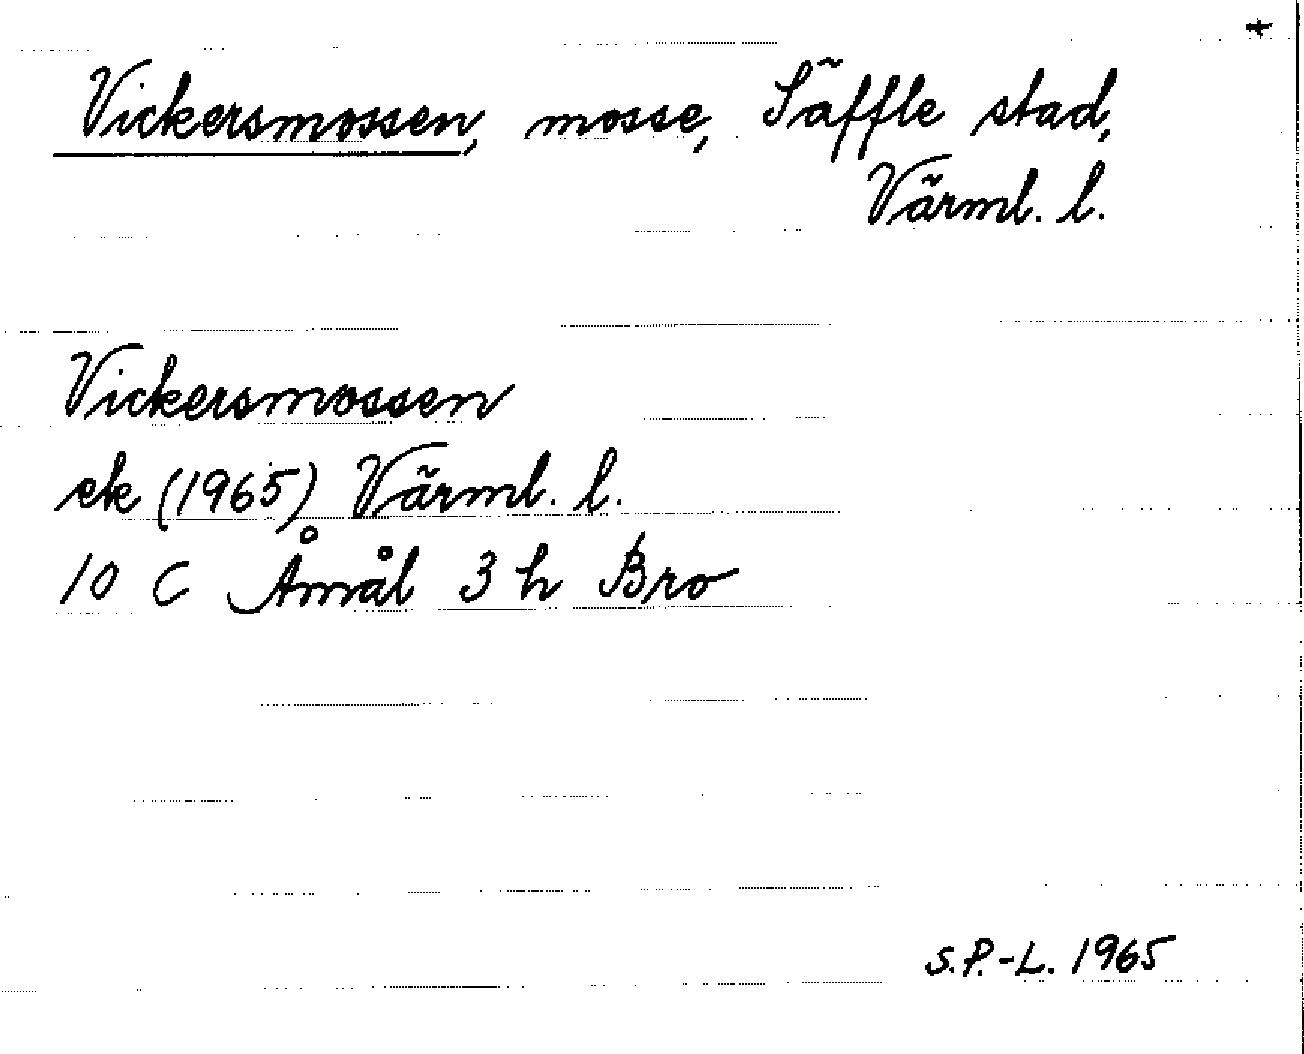 +
Vickersmossen, mosse, Säffle stad,
Värml. l.
Vickersmossen
ek (1965) Värml. l.
10 C Åmål 3 h Bro
S.P.-L. 1965